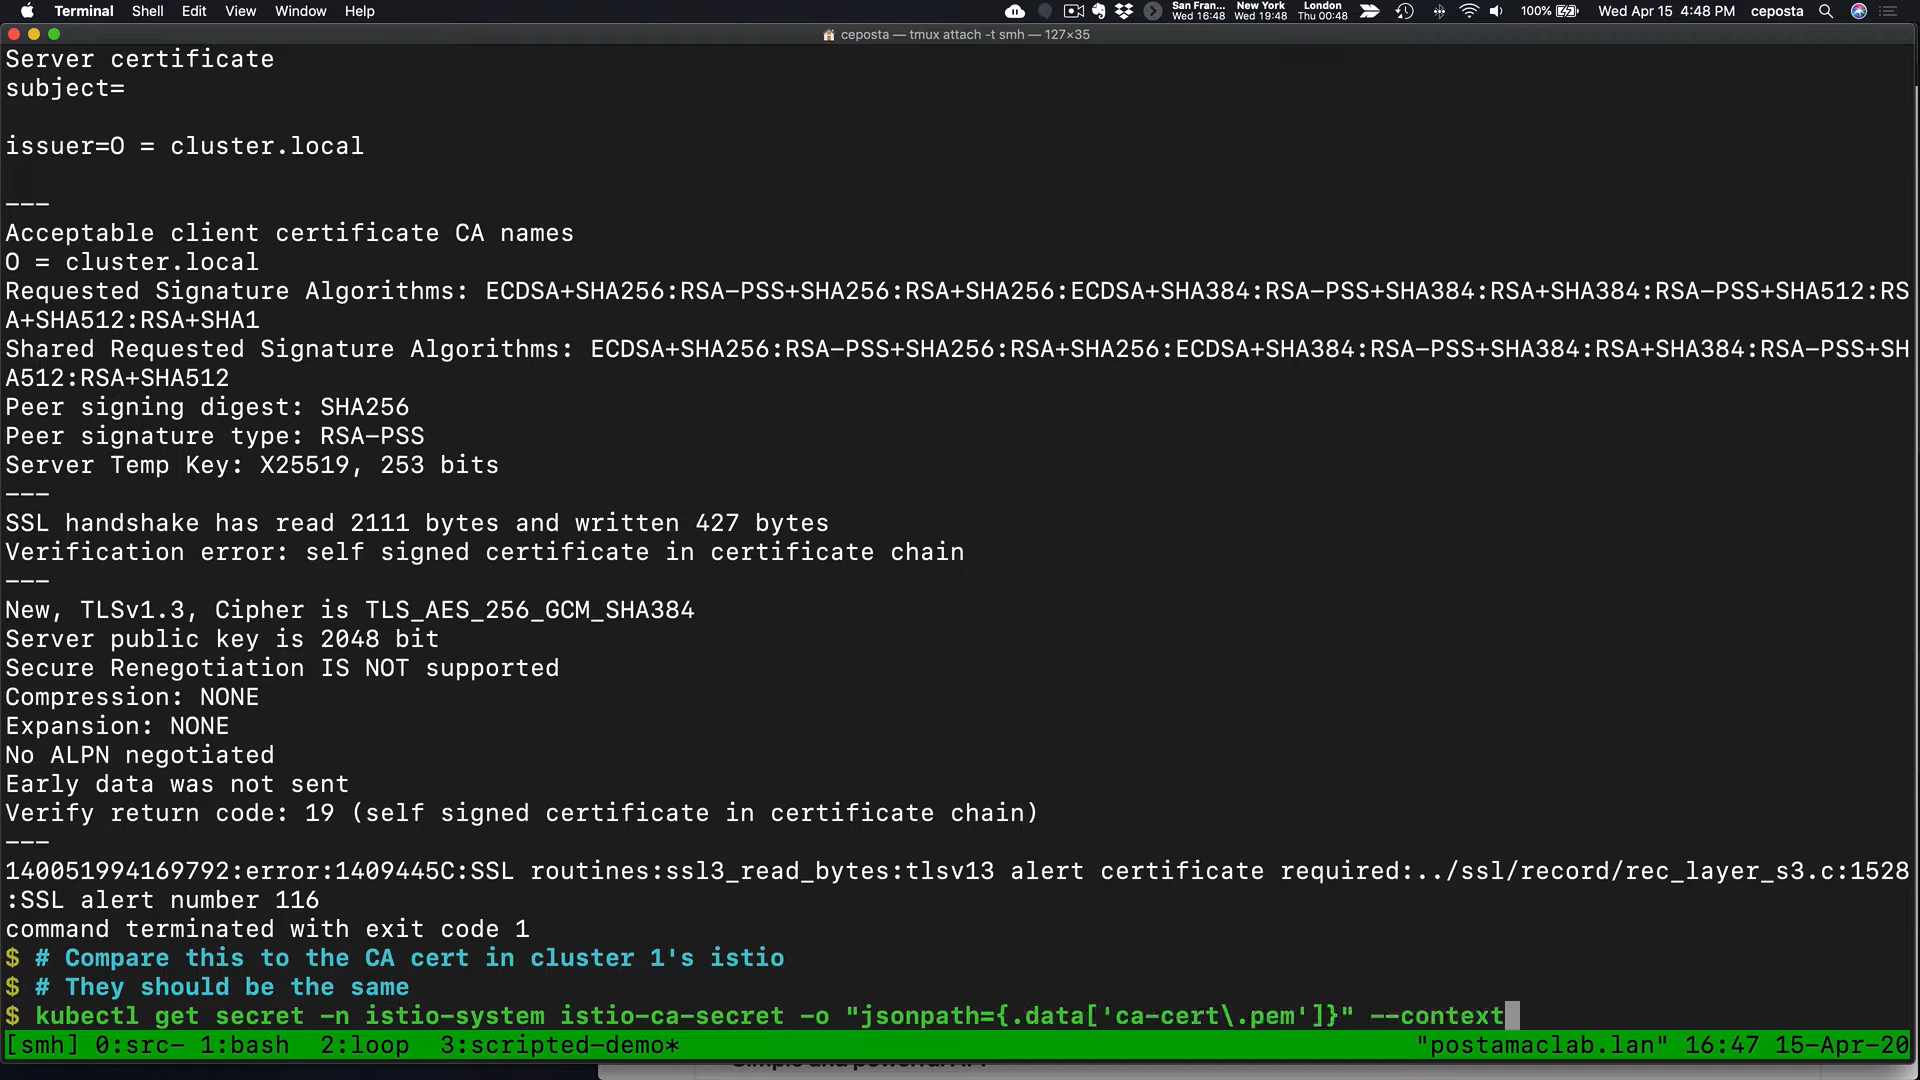 Terminal Shell Edit View Window Help San Fran... Wed 16:48 New York Wed 19:48 London Thu 00:48 100% Wed Apr 15 4:48 PM ceposta
ceposta — tmux attach -t smh — 127×35
Server certificate
subject=
issuer=O = cluster.local
---
Acceptable client certificate CA names
O = cluster.local
Requested Signature Algorithms: ECDSA+SHA256:RSA-PSS+SHA256:RSA+SHA256:ECDSA+SHA384:RSA-PSS+SHA384:RSA+SHA384:RSA-PSS+SHA512:RS
A+SHA512:RSA+SHA1
Shared Requested Signature Algorithms: ECDSA+SHA256:RSA-PSS+SHA256:RSA+SHA256:ECDSA+SHA384:RSA-PSS+SHA384:RSA+SHA384:RSA-PSS+SH
A512:RSA+SHA512
Peer signing digest: SHA256
Peer signature type: RSA-PSS
Server Temp Key: X25519, 253 bits
---
SSL handshake has read 2111 bytes and written 427 bytes
Verification error: self signed certificate in certificate chain
---
New, TLSv1.3, Cipher is TLS_AES_256_GCM_SHA384
Server public key is 2048 bit
Secure Renegotiation IS NOT supported
Compression: NONE
Expansion: NONE
No ALPN negotiated
Early data was not sent
Verify return code: 19 (self signed certificate in certificate chain)
---
140051994169792:error:1409445C:SSL routines:ssl3_read_bytes:tlsv13 alert certificate required:../ssl/record/rec_layer_s3.c:1528
:SSL alert number 116
command terminated with exit code 1
$ # Compare this to the CA cert in cluster 1's istio
$ # They should be the same
$ kubectl get secret -n istio-system istio-ca-secret -o "jsonpath={.data['ca-cert\.pem']}" --context
[smh] 0:src- 1:bash 2:loop 3:scripted-demo* "postamaclab.lan" 16:47 15-Apr-20